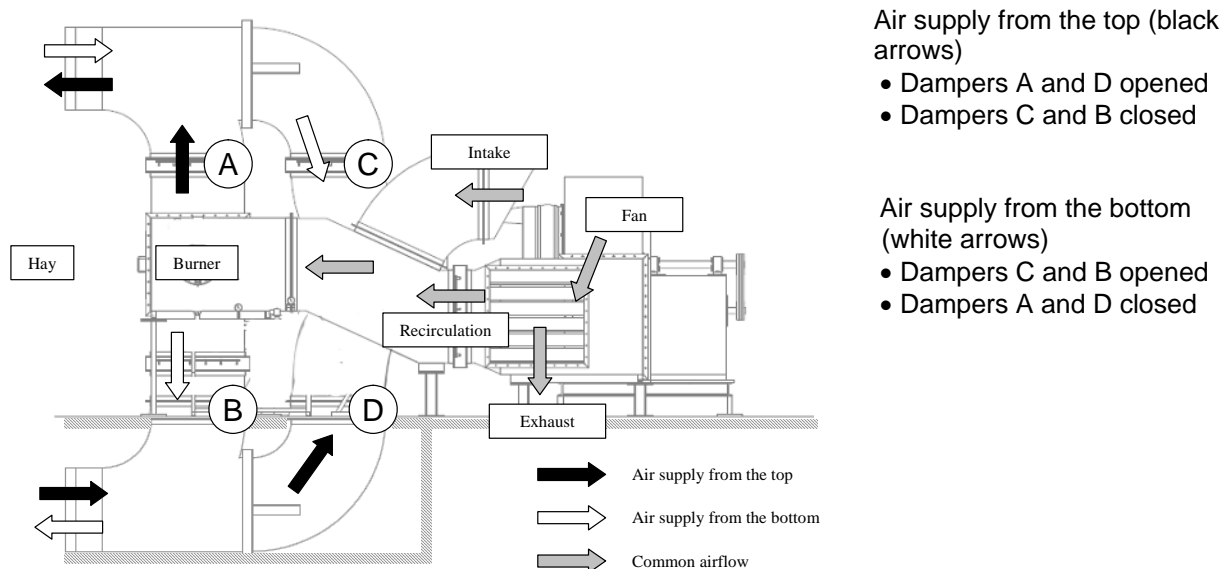 Air supply from the top (black
arrows)
• Dampers A and D opened
• Dampers C and B closed
Air supply from the bottom
(white arrows)
• Dampers C and B opened
• Dampers A and D closed
A
C
Intake
Fan
Hay
Burner
Recirculation
B
D
Exhaust
Air supply from the top
Air supply from the bottom
Common airflow